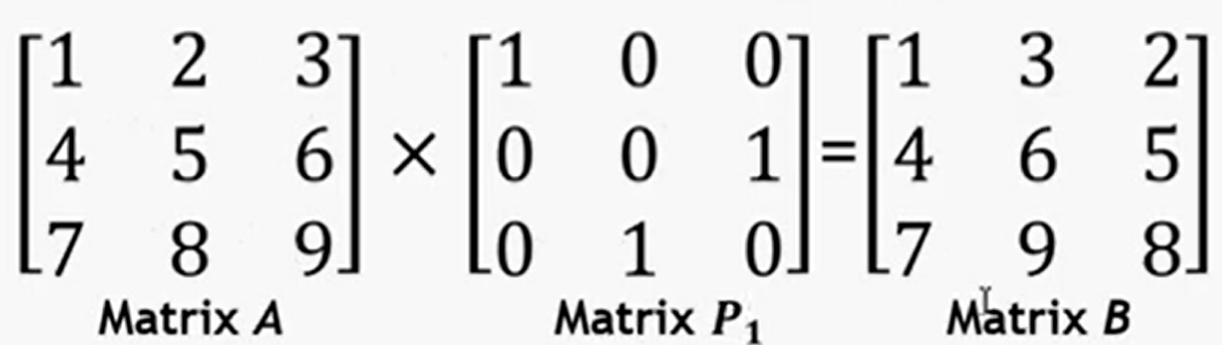 1 2 3 1 0 0 1 3 2
4 5 6 × 0 0 1 = 4 6 5
7 8 9 0 1 0 7 9 8
Matrix A Matrix P₁ Matrix B